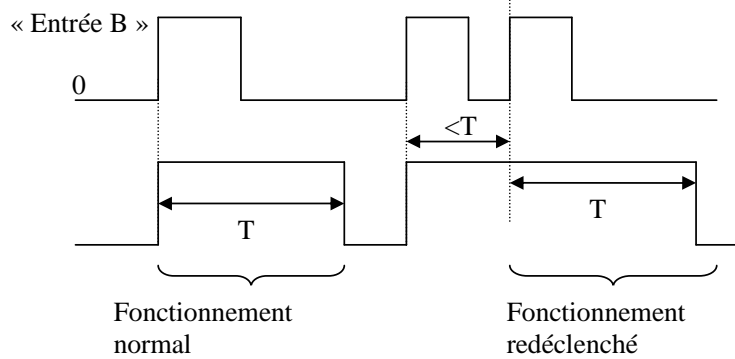 « Entrée B »
0
<T
T
T
Fonctionnement
normal
Fonctionnement
redéclenché